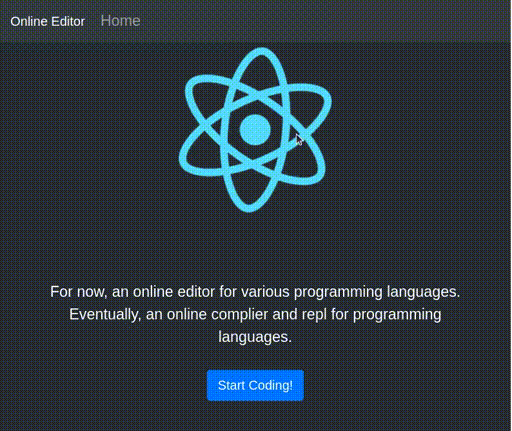 Online Editor Home
For now, an online editor for various programming languages.
Eventually, an online complier and repl for programming
languages.
Start Coding!